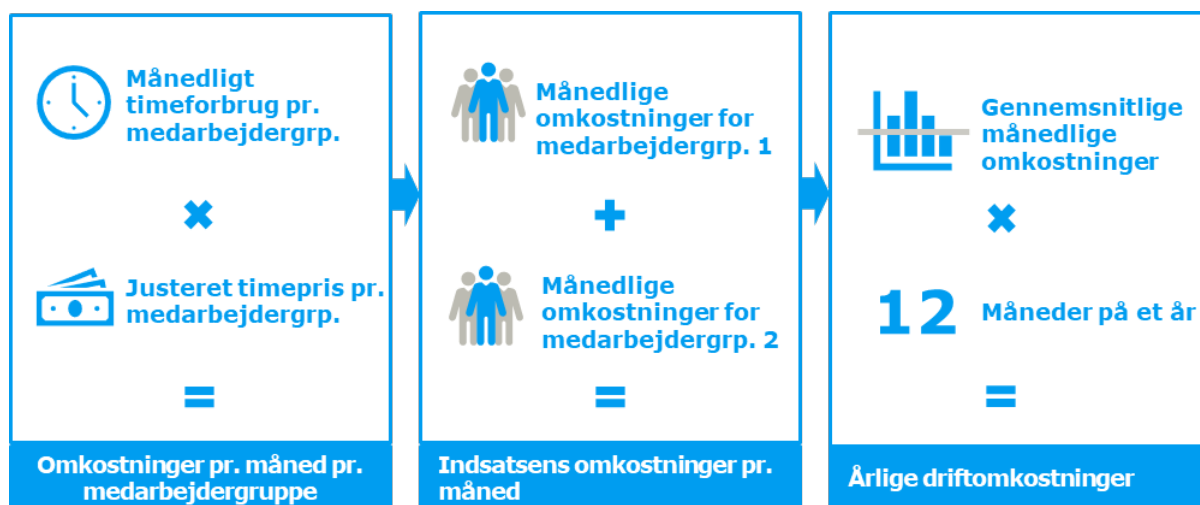 Månedligt
timeforbrug pr.
medarbejdergrp.
✖
Justeret timepris pr.
medarbejdergrp.
=
Omkostninger pr. måned pr.
medarbejdergruppe
Månedlige
omkostninger for
medarbejdergrp. 1
+
Månedlige
omkostninger for
medarbejdergrp. 2
=
Indsatsens omkostninger pr.
måned
Gennemsnitlige
månedlige
omkostninger
✖
12 Måneder på et år
=
Årlige driftomkostninger